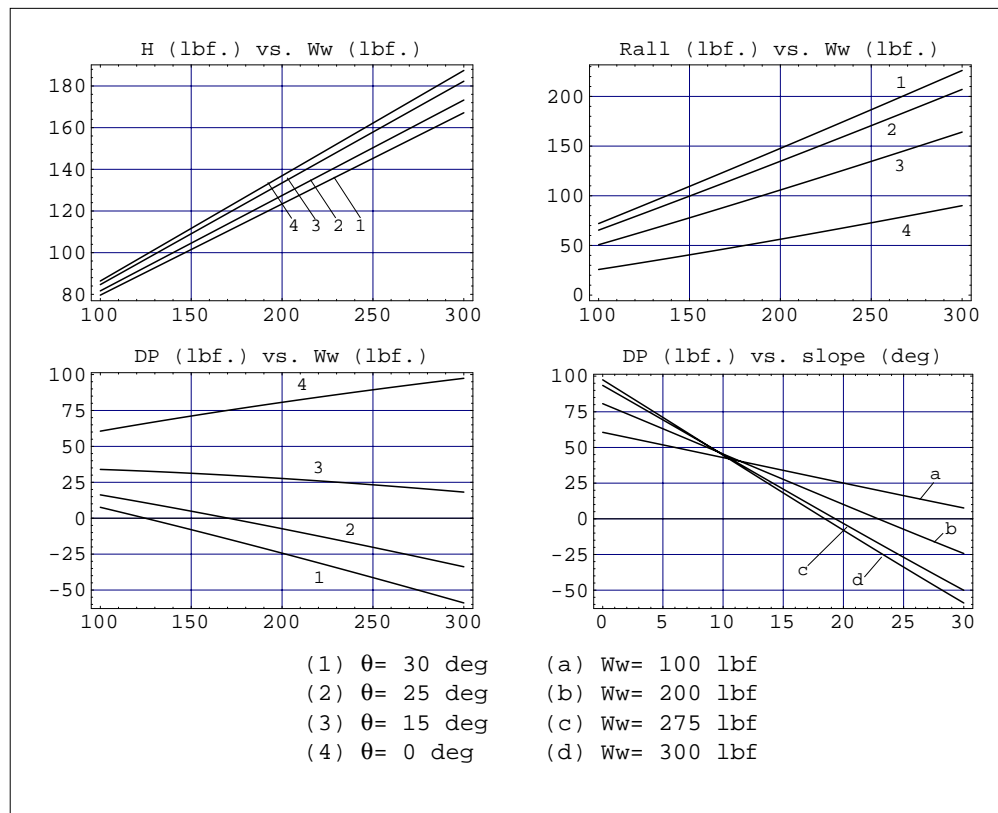 H (lbf.) vs. Ww (lbf.)
180
160
140
120
100
80
4 3 2 1
100 150 200 250 300
Rall (lbf.) vs. Ww (lbf.)
200
150
100
50
0
1
2
3
4
100 150 200 250 300
DP (lbf.) vs. Ww (lbf.)
100
75
50
25
0
-25
-50
4
3
2
1
100 150 200 250 300
DP (lbf.) vs. slope (deg)
100
75
50
25
0
-25
-50
a
b
c
d
0 5 10 15 20 25 30
(1) θ= 30 deg (a) Ww= 100 lbf
(2) θ= 25 deg (b) Ww= 200 lbf
(3) θ= 15 deg (c) Ww= 275 lbf
(4) θ= 0 deg (d) Ww= 300 lbf